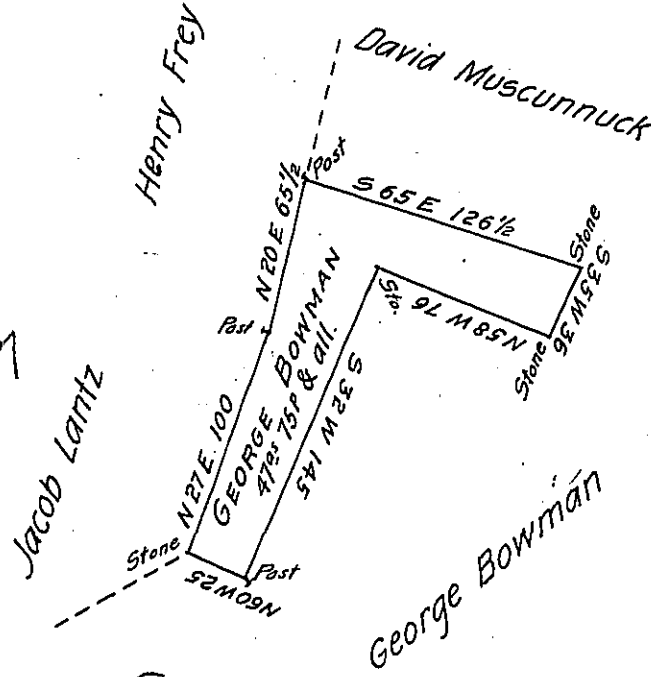 David Muscunnuck
Henry Frey
Post
S 65 E 126½
Stone
S 35 W 36
Stone
N 58 W 76
Sto.
S 32 W 145
Post
N 60 W 25
Stone
N 27 E 100
Post
N 20 E 65½
GEORGE BOWMAN
47as 75P & all.
Jacob Lantz
George Bowman